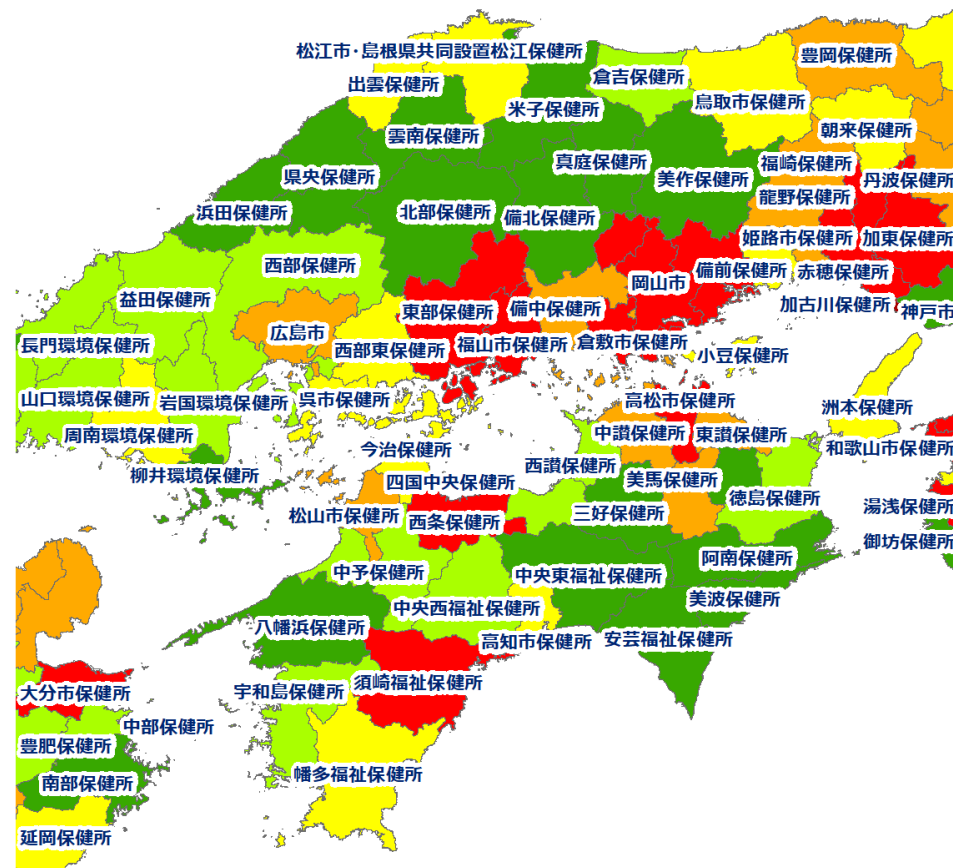 松江市・島根県共同設置松江保健所
豊岡保健所
出雲保健所
倉吉保健所
鳥取市保健所
米子保健所
雲南保健所
朝来保健所
真庭保健所
福崎保健所
県央保健所
美作保健所
丹波保健所
龍野保健所
浜田保健所
北部保健所
備北保健所
姫路市保健所
加東保健所
西部保健所
備前保健所
赤穂保健所
岡山市
益田保健所
加古川保健所
東部保健所
備中保健所
神戸市
広島市
長門環境保健所
西部東保健所
福山市保健所
倉敷市保健所
小豆保健所
山口環境保健所
岩国環境保健所
呉市保健所
高松市保健所
洲本保健所
周南環境保健所
中讃保健所
東讃保健所
今治保健所
和歌山市保健所
西讃保健所
柳井環境保健所
四国中央保健所
美馬保健所
徳島保健所
湯浅保健所
松山市保健所
西条保健所
三好保健所
御坊保健所
阿南保健所
中予保健所
中央東福祉保健所
美波保健所
中央西福祉保健所
八幡浜保健所
高知市保健所
安芸福祉保健所
須崎福祉保健所
宇和島保健所
大分市保健所
中部保健所
豊肥保健所
幡多福祉保健所
南部保健所
延岡保健所